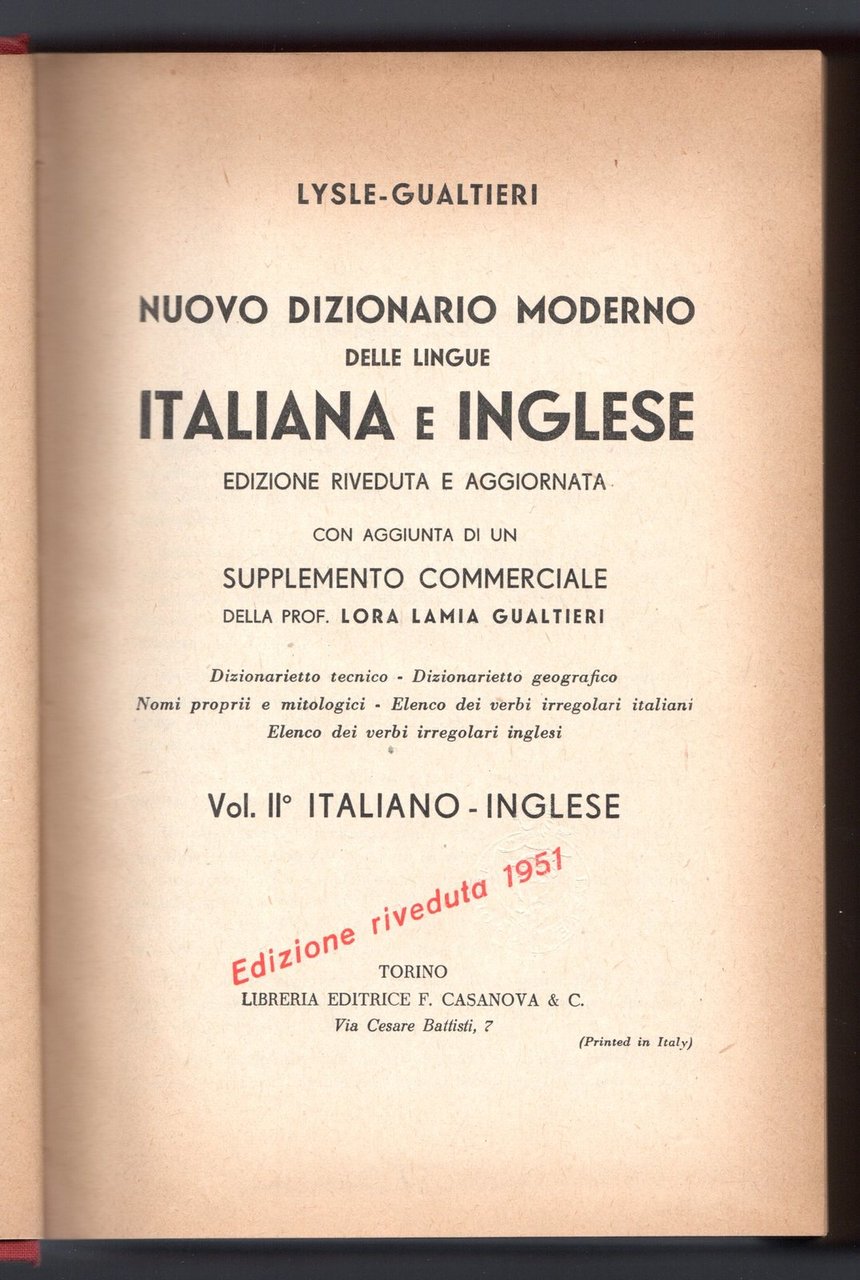 LYSLE-GUALTIERI
NUOVO DIZIONARIO MODERNO
DELLE LINGUE
ITALIANA E INGLESE
EDIZIONE RIVEDUTA E AGGIORNATA
CON AGGIUNTA DI UN
SUPPLEMENTO COMMERCIALE
DELLA PROF. LORA LAMIA GUALTIERI
Dizionarietto tecnico - Dizionarietto geografico
Nomi proprii e mitologici - Elenco dei verbi irregolari italiani
Elenco dei verbi irregolari inglesi
Vol. II° ITALIANO - INGLESE
Edizione riveduta 1951
TORINO
LIBRERIA EDITRICE F. CASANOVA & C.
Via Cesare Battisti, 7
(Printed in Italy)